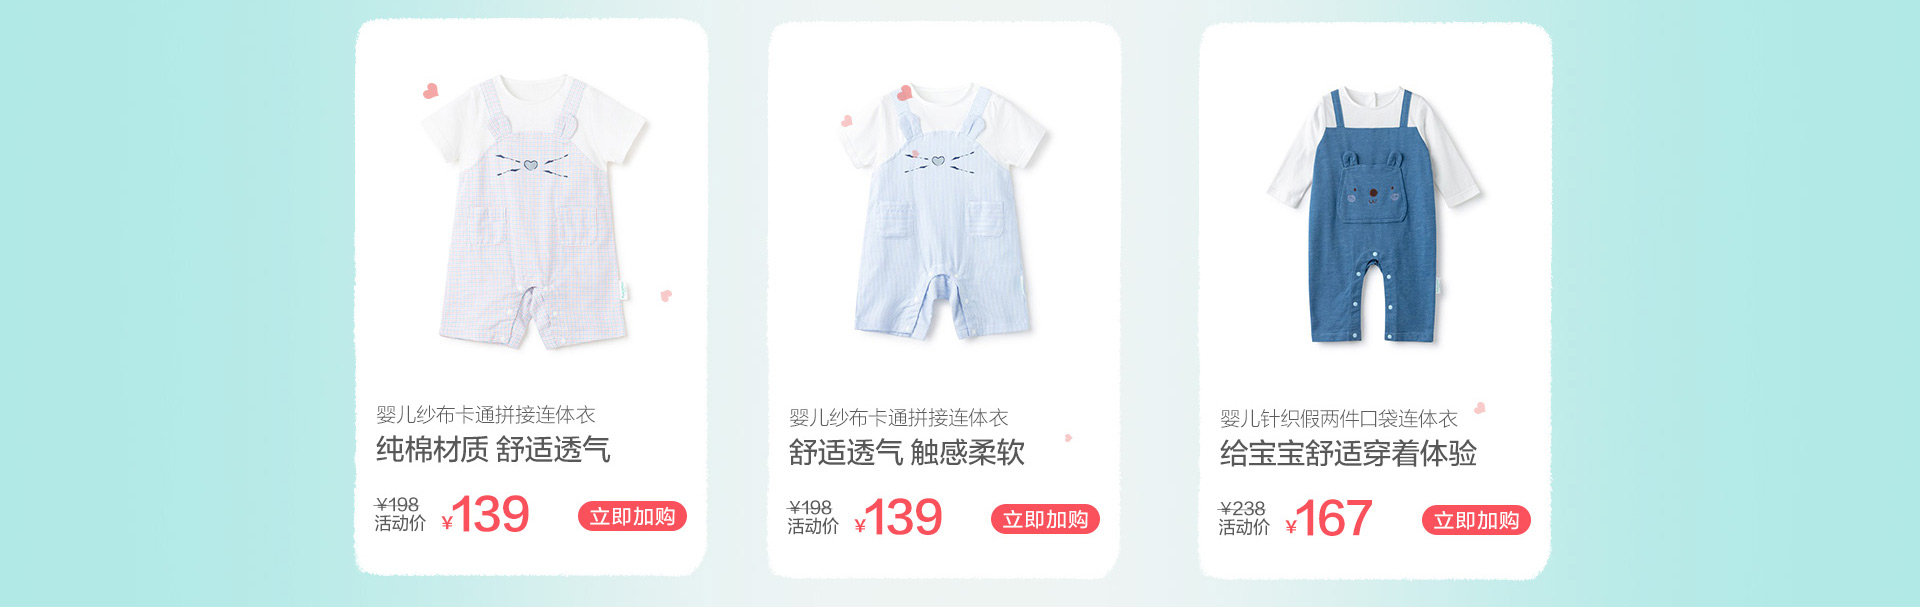 婴儿纱布卡通拼接连体衣
纯棉材质 舒适透气
¥198
活动价
¥139
立即加购
婴儿纱布卡通拼接连体衣
舒适透气 触感柔软
¥198
活动价
¥139
立即加购
婴儿针织假两件口袋连体衣
给宝宝舒适穿着体验
¥238
活动价
¥167
立即加购